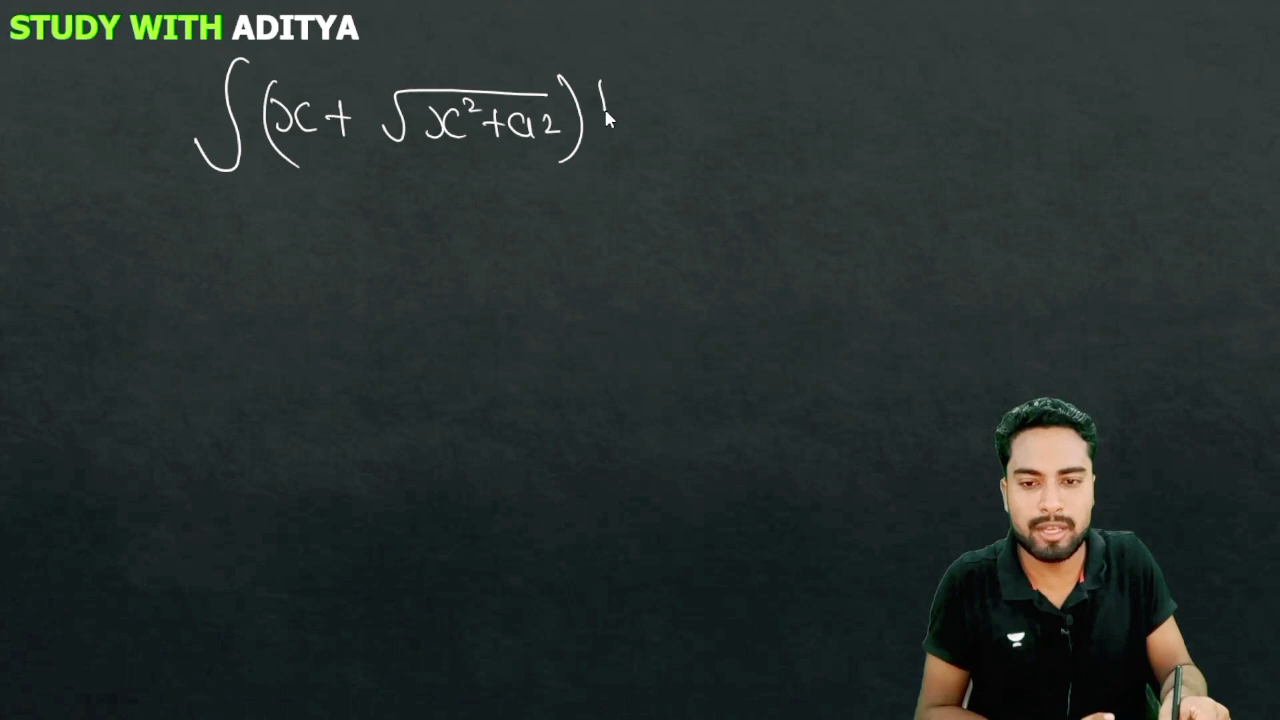 STUDY WITH ADITYA
∫(x + √x²+a2)